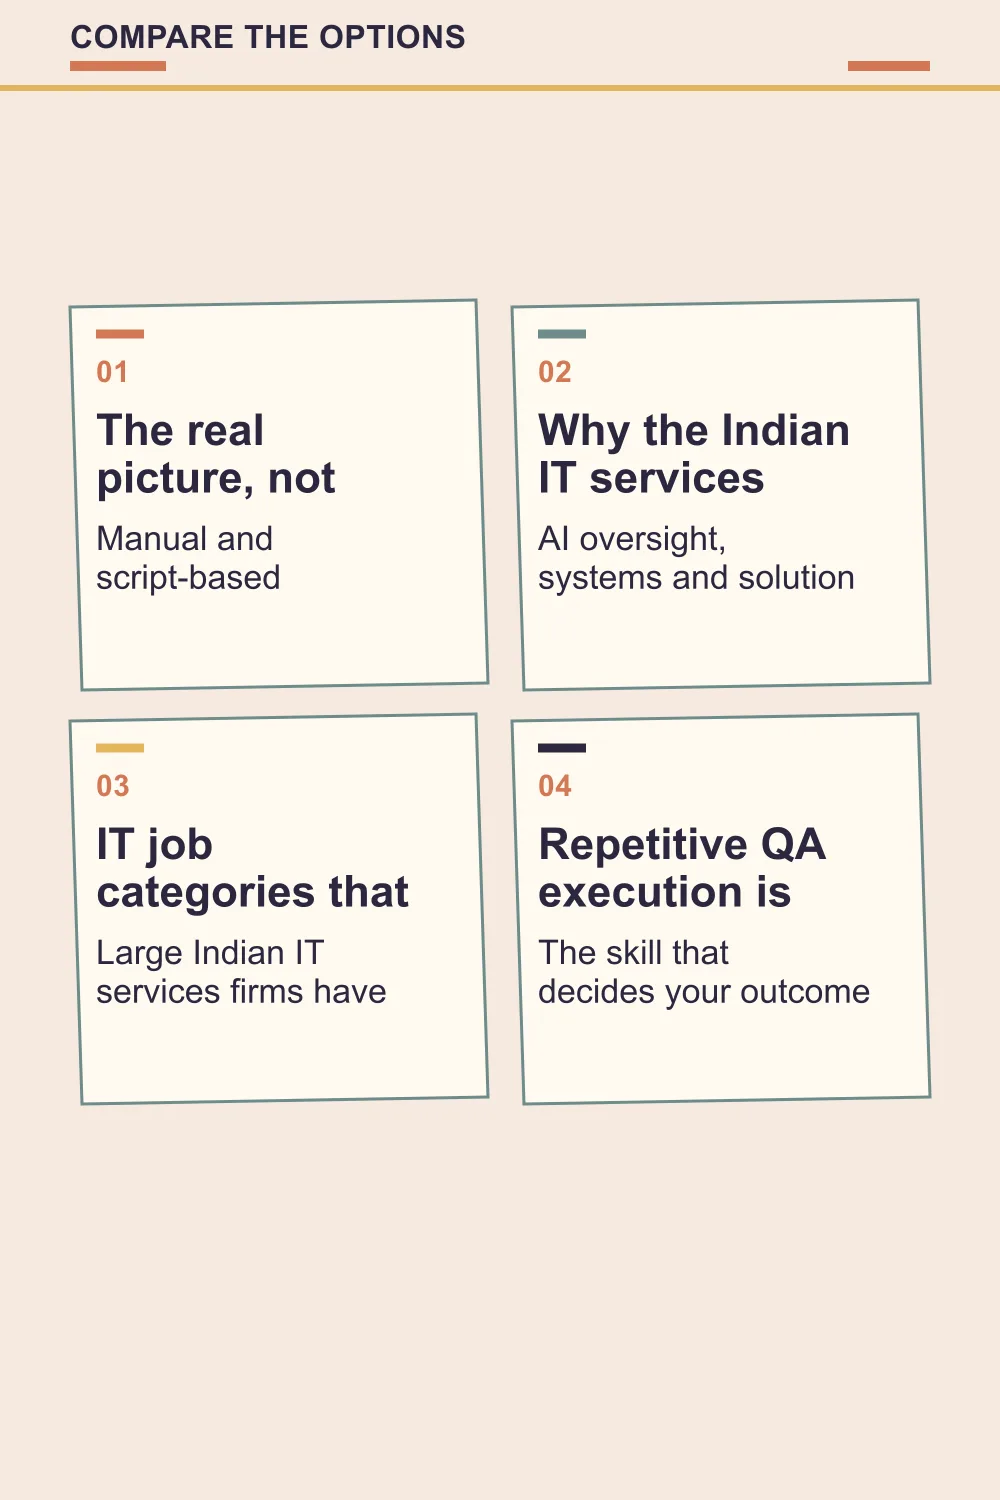 COMPARE THE OPTIONS
01
The real
picture, not
Manual and
script-based
02
Why the Indian
IT services
AI oversight,
systems and solution
03
IT job
categories that
Large Indian IT
services firms have
04
Repetitive QA
execution is
The skill that
decides your outcome